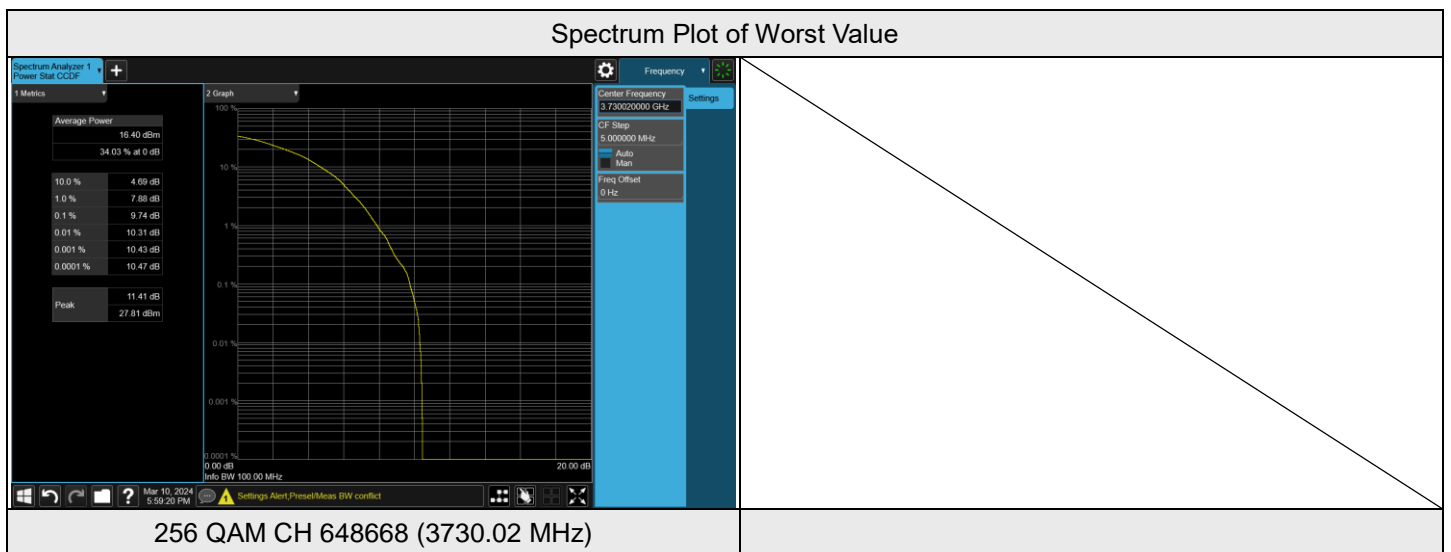 Spectrum Plot of Worst Value
Spectrum Analyzer 1
Power Stat CCDF
+
Frequency
1 Metrics
Average Power
16.40 dBm
34.03 % at 0 dB
10.0 % 4.69 dB
1.0 % 7.88 dB
0.1 % 9.74 dB
0.01 % 10.31 dB
0.001 % 10.43 dB
0.0001 % 10.47 dB
Peak 11.41 dB
27.81 dBm
2 Graph
100 %
10 %
1 %
0.1 %
0.01 %
0.001 %
0.0001 %
0.00 dB 20.00 dB
Info BW 100.00 MHz
Center Frequency
3.730020000 GHz
Settings
CF Step
5.000000 MHz
Auto
Man
Freq Offset
0 Hz
?
Mar 10, 2024
5:59:20 PM
Settings Alert;Presel/Meas BW conflict
256 QAM CH 648668 (3730.02 MHz)